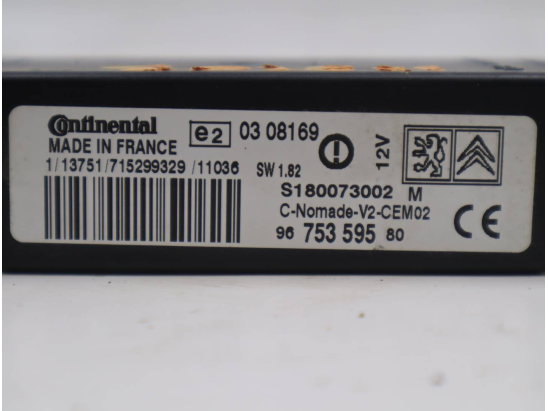 Continental
MADE IN FRANCE
e2 03 08169
1/13751/715299329/11036 SW 1.82
12V
S180073002 M
C-Nomade-V2-CEM02
96 753 595 80
CE